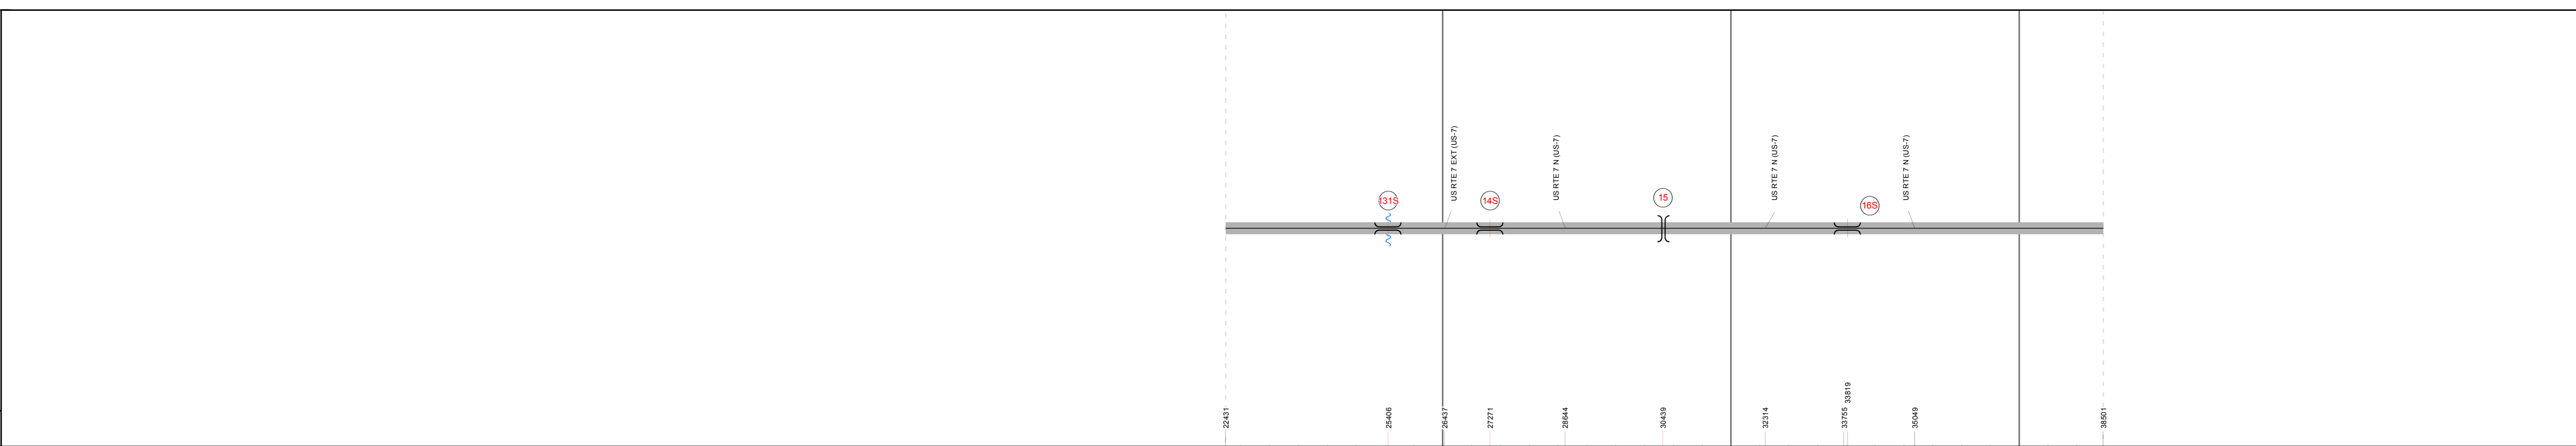 US RTE 7 EXT (US-7)
US RTE 7 N (US-7)
US RTE 7 N (US-7)
US RTE 7 N (US-7)
131S
14S
15
16S
22431
25406
26437
27271
28644
30439
32314
33755
33819
35049
38501